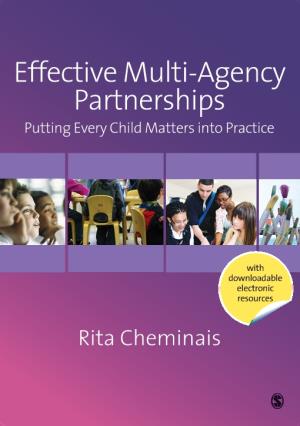 Effective Multi-Agency
Partnerships
Putting Every Child Matters into Practice
with
downloadable
electronic
resources
Rita Cheminais
S